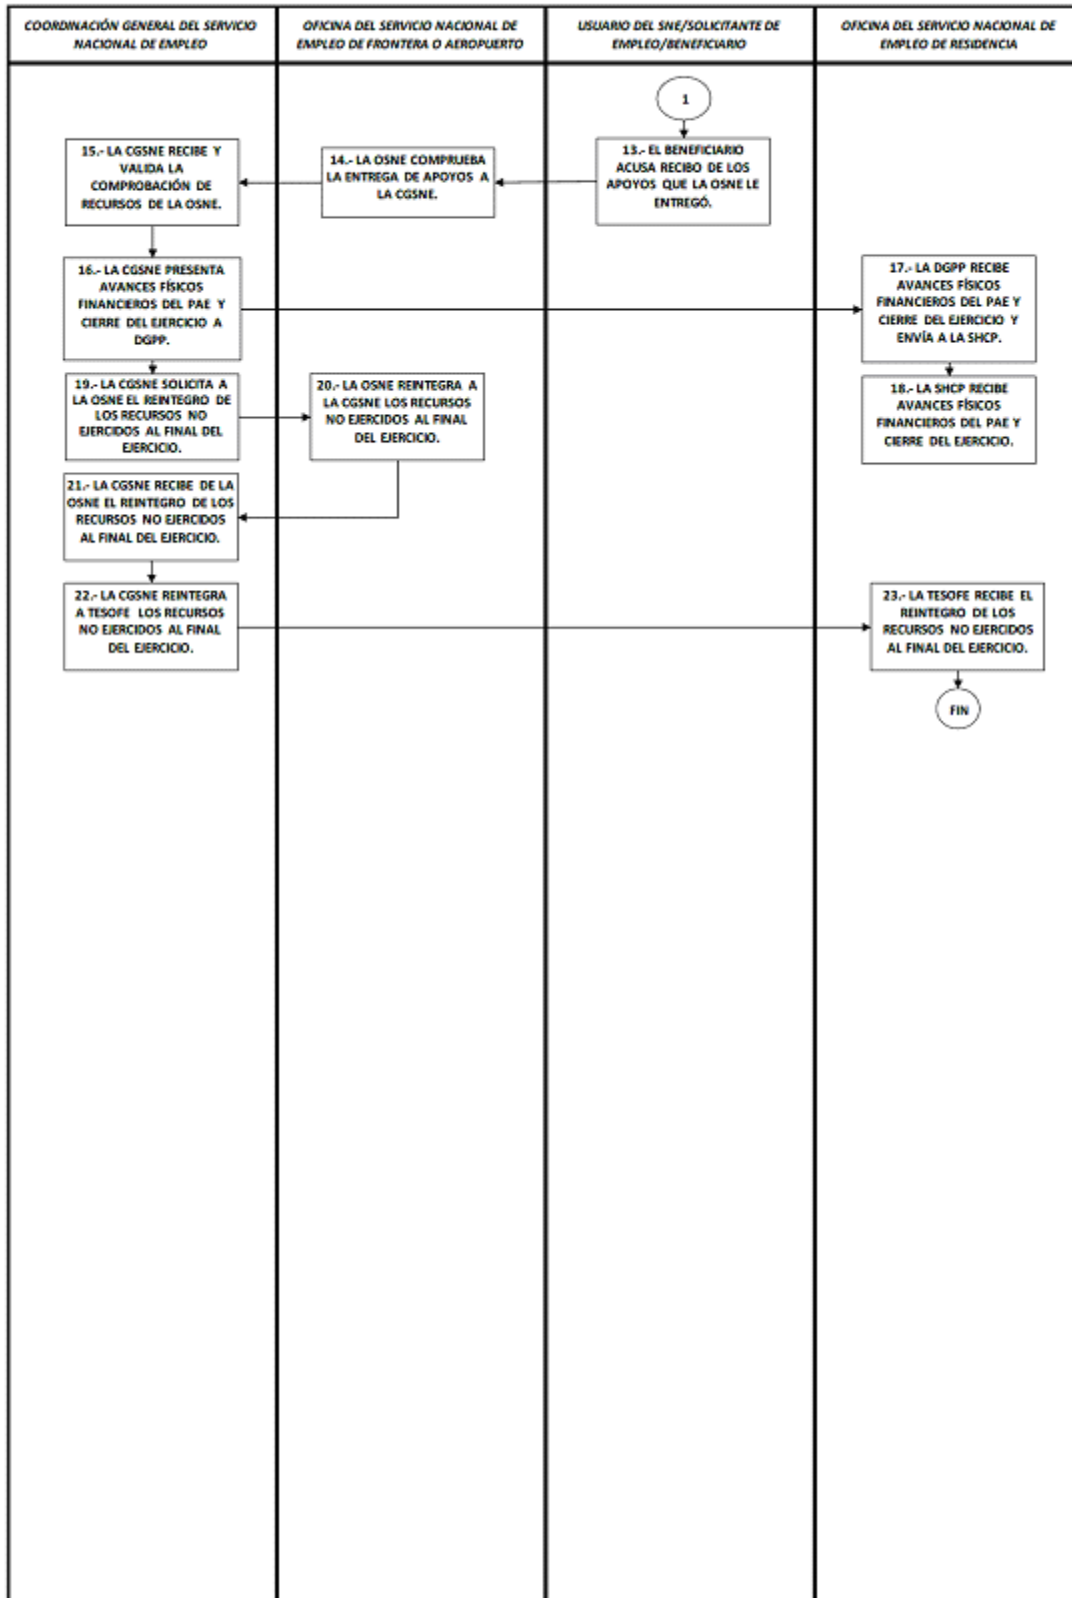 COORDINACIÓN GENERAL DEL SERVICIO
NACIONAL DE EMPLEO
OFICINA DEL SERVICIO NACIONAL DE
EMPLEO DE FRONTERA O AEROPUERTO
USUARIO DEL SNE/SOLICITANTE DE
EMPLEO/BENEFICIARIO
OFICINA DEL SERVICIO NACIONAL DE
EMPLEO DE RESIDENCIA
1
13.- EL BENEFICIARIO
ACUSA RECIBO DE LOS
APOYOS QUE LA OSNE LE
ENTREGÓ.
14.- LA OSNE COMPRUEBA
LA ENTREGA DE APOYOS A
LA CGSNE.
15.- LA CGSNE RECIBE Y
VALIDA LA
COMPROBACIÓN DE
RECURSOS DE LA OSNE.
16.- LA CGSNE PRESENTA
AVANCES FÍSICOS
FINANCIEROS DEL PAE Y
CIERRE DEL EJERCICIO A
DGPP.
17.- LA DGPP RECIBE
AVANCES FÍSICOS
FINANCIEROS DEL PAE Y
CIERRE DEL EJERCICIO Y
ENVÍA A LA SHCP.
18.- LA SHCP RECIBE
AVANCES FÍSICOS
FINANCIEROS DEL PAE Y
CIERRE DEL EJERCICIO.
19.- LA CGSNE SOLICITA A
LA OSNE EL REINTEGRO DE
LOS RECURSOS NO
EJERCIDOS AL FINAL DEL
EJERCICIO.
20.- LA OSNE REINTEGRA A
LA CGSNE LOS RECURSOS
NO EJERCIDOS AL FINAL
DEL EJERCICIO.
21.- LA CGSNE RECIBE DE LA
OSNE EL REINTEGRO DE LOS
RECURSOS NO EJERCIDOS
AL FINAL DEL EJERCICIO.
22.- LA CGSNE REINTEGRA
A TESOFE LOS RECURSOS
NO EJERCIDOS AL FINAL
DEL EJERCICIO.
23.- LA TESOFE RECIBE EL
REINTEGRO DE LOS
RECURSOS NO EJERCIDOS
AL FINAL DEL EJERCICIO.
FIN